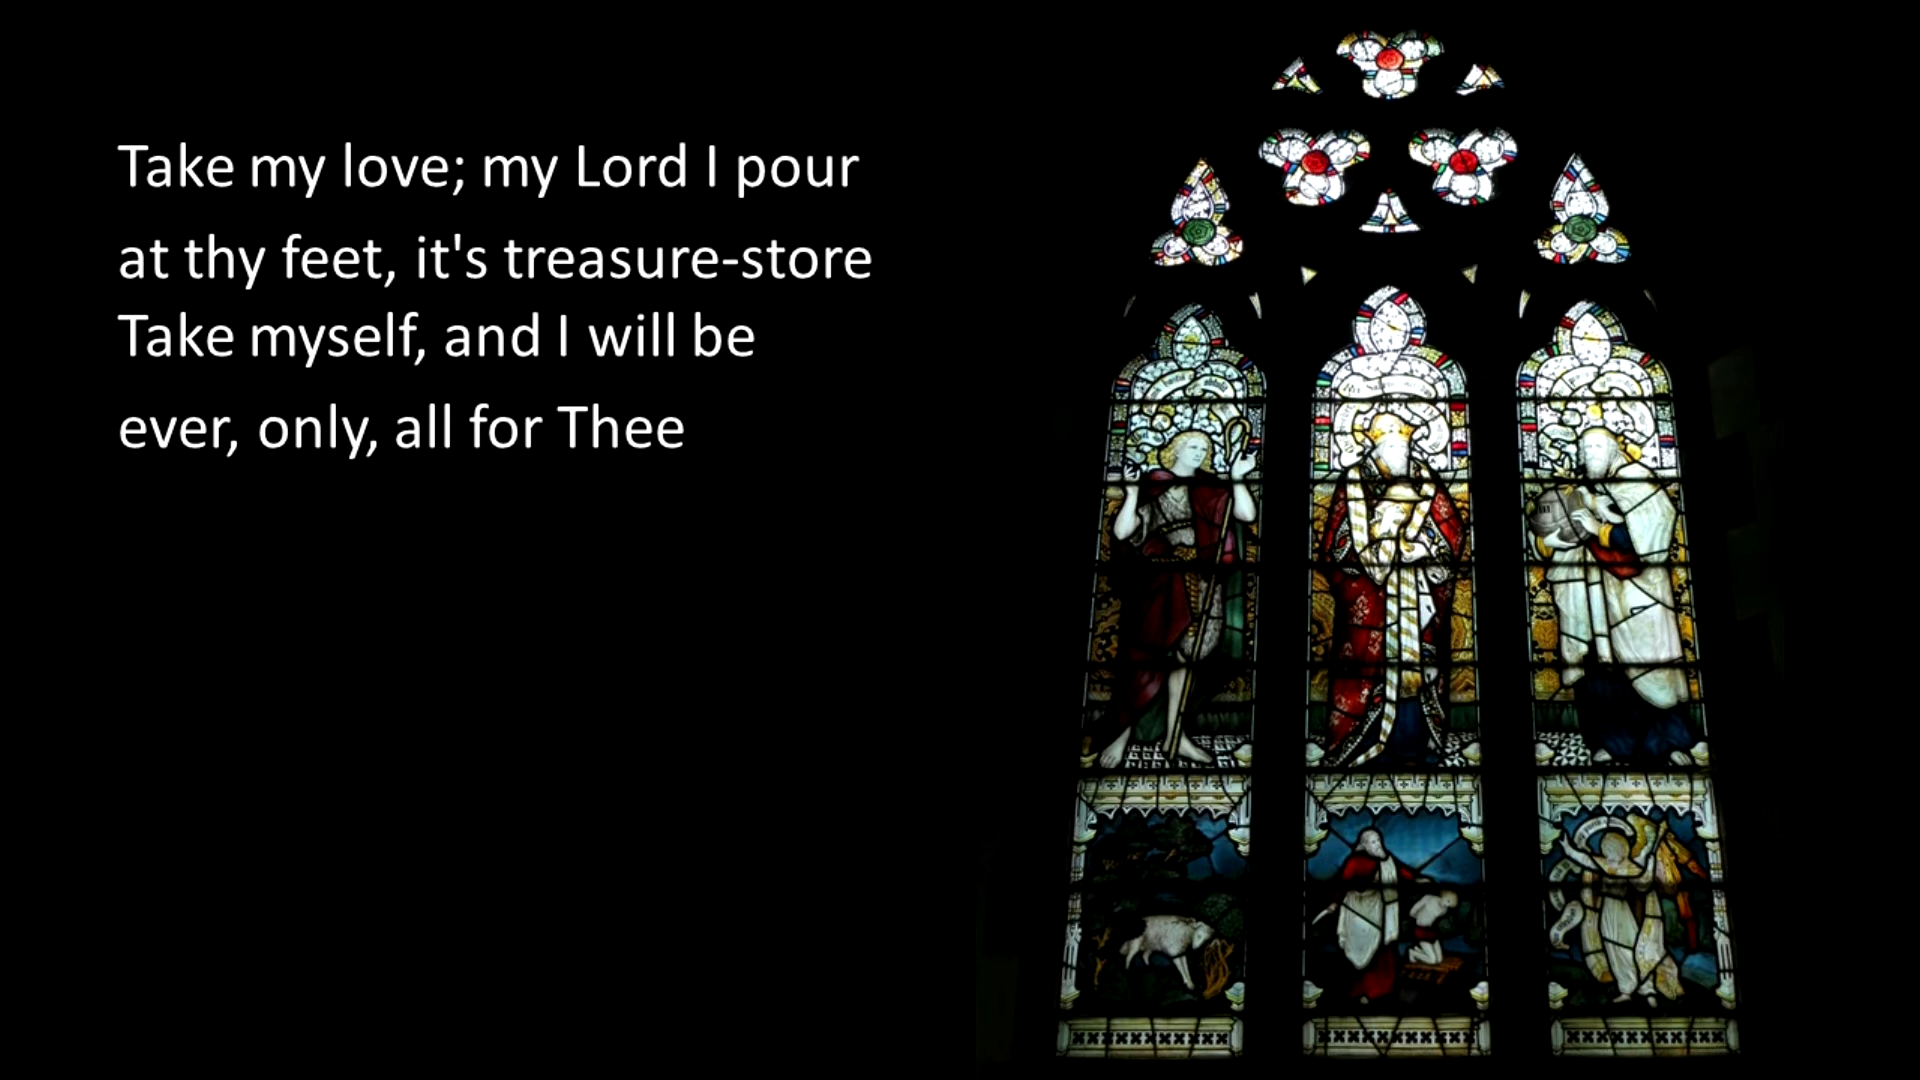 Take my love; my Lord I pour
at thy feet, it's treasure-store
Take myself, and I will be
ever, only, all for Thee